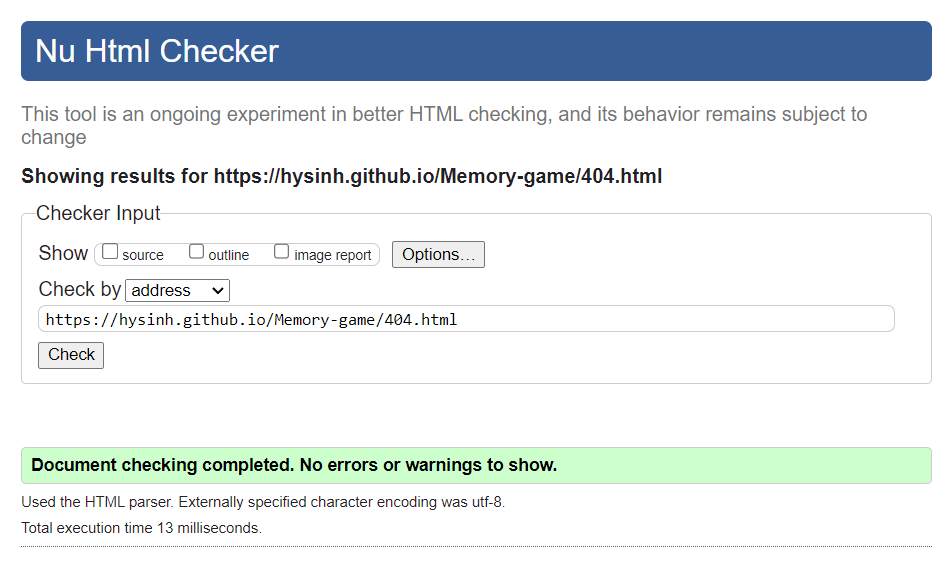 Nu Html Checker
This tool is an ongoing experiment in better HTML checking, and its behavior remains subject to
change
Showing results for https://hysinh.github.io/Memory-game/404.html
Checker Input
Show source outline image report Options...
Check by address
https://hysinh.github.io/Memory-game/404.html
Check
Document checking completed. No errors or warnings to show.
Used the HTML parser. Externally specified character encoding was utf-8.
Total execution time 13 milliseconds.